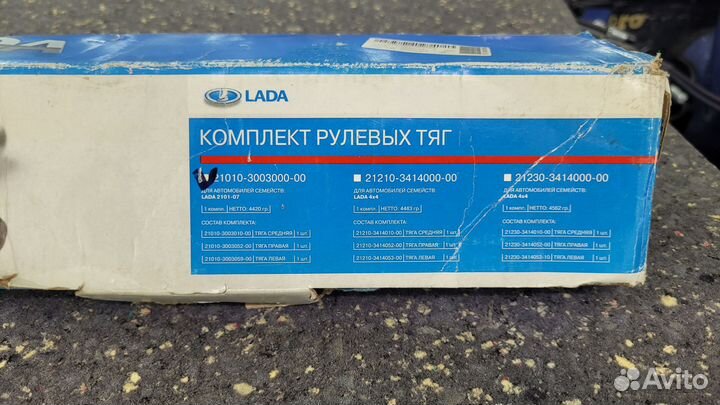 LADA
КОМПЛЕКТ РУЛЕВЫХ ТЯГ
21010-3003000-00
ДЛЯ АВТОМОБИЛЕЙ СЕМЕЙСТВ:
LADA 2101-07
1 компл. НЕТТО: 4420 гр.
СОСТАВ КОМПЛЕКТА:
21010-3003010-00 ТЯГА СРЕДНЯЯ 1 шт.
21010-3003052-00 ТЯГА ПРАВАЯ 1 шт.
21010-3003059-00 ТЯГА ЛЕВАЯ 1 шт.
21210-3414000-00
ДЛЯ АВТОМОБИЛЕЙ СЕМЕЙСТВ:
LADA 4x4
1 компл. НЕТТО: 4483 гр.
СОСТАВ КОМПЛЕКТА:
21210-3414010-00 ТЯГА СРЕДНЯЯ 1 шт.
21210-3414052-00 ТЯГА ПРАВАЯ 1 шт.
21210-3414053-00 ТЯГА ЛЕВАЯ 1 шт.
21230-3414000-00
ДЛЯ АВТОМОБИЛЕЙ СЕМЕЙСТВ:
LADA 4x4
1 компл. НЕТТО: 4562 гр.
СОСТАВ КОМПЛЕКТА:
21230-3414010-00 ТЯГА СРЕДНЯЯ 1 шт.
21230-3414052-00 ТЯГА ПРАВАЯ 1 шт.
21230-3414053-10 ТЯГА ЛЕВАЯ 1 шт.
Avito